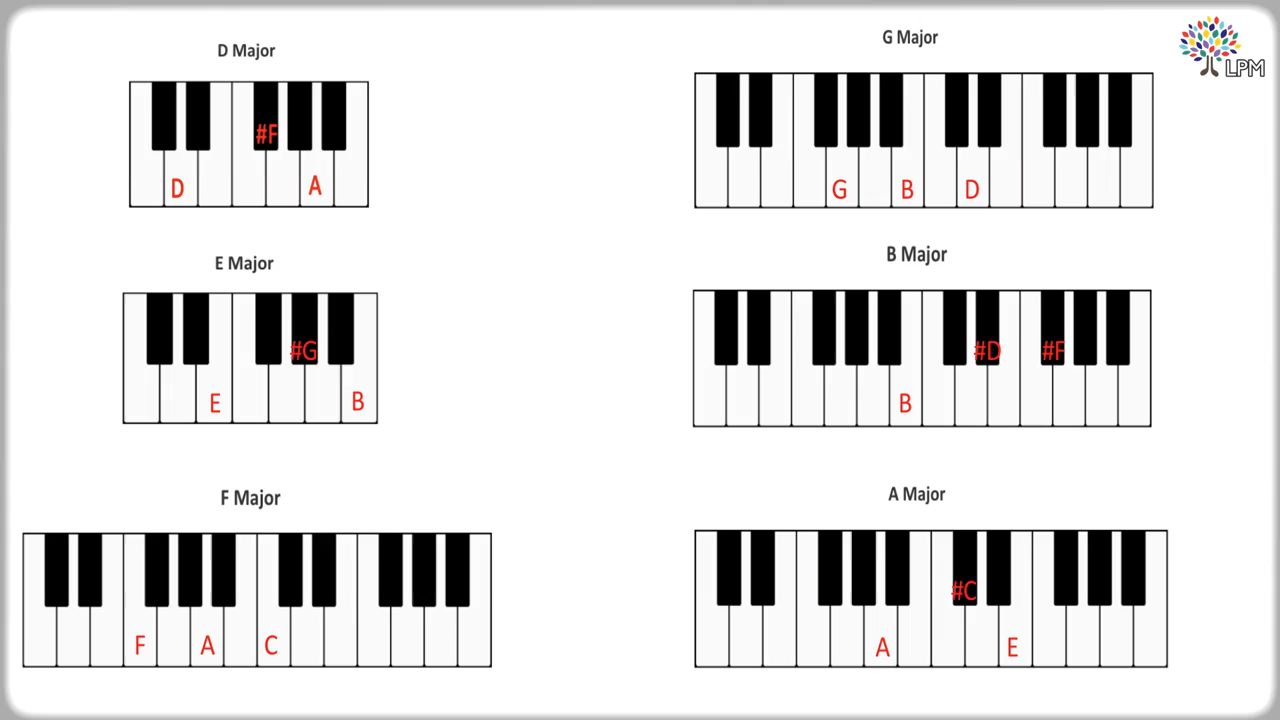 D Major
#F
D
A
E Major
#G
E
B
F Major
F
A
C
G Major
G
B
D
B Major
#D
#F
B
A Major
#C
A
E
LPM